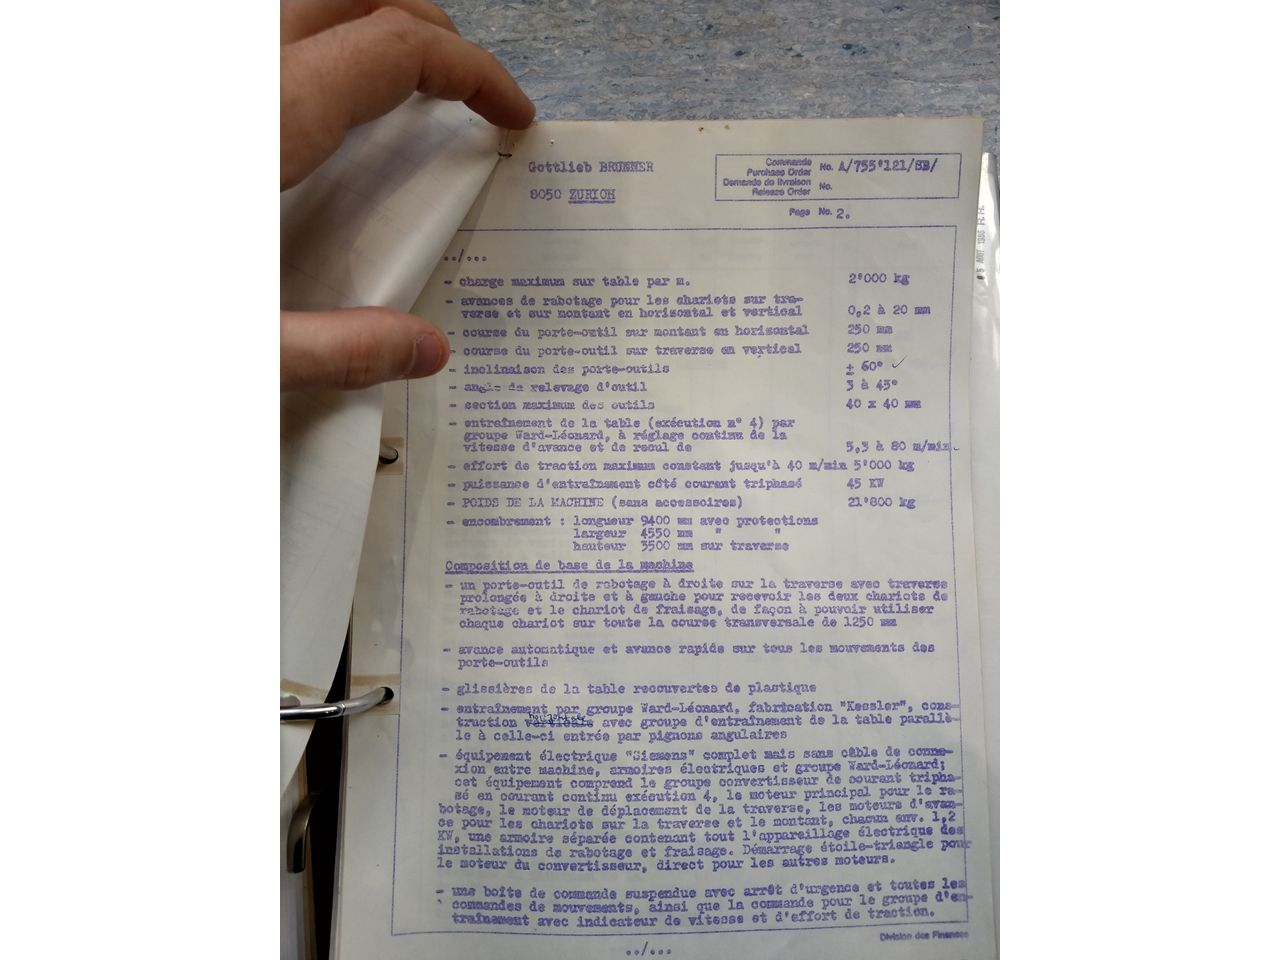 Gottlieb BRUNNER
8050 ZURICH
Commande
Purchase Order No. A/755'121/SB/
Demande de livraison
Release Order No.
Page No. 2.
../...
- charge maximum sur table par m. 2'000 kg
- avances de rabotage pour les chariots sur tra-
verse et sur montant en horizontal et vertical 0,2 à 20 mm
- course du porte-outil sur montant en horizontal 250 mm
- course du porte-outil sur traverse en vertical 250 mm
- inclinaison des porte-outils ± 60° ✓
- angle de relevage d'outil 3 à 45°
- section maximum des outils 40 x 40 mm
- entraînement de la table (exécution n° 4) par
groupe Ward-Léonard, à réglage continu de la
vitesse d'avance et de recul de 5,3 à 80 m/min.
- effort de traction maximum constant jusqu'à 40 m/min 5'000 kg
- puissance d'entraînement côté courant triphasé 45 KW
- POIDS DE LA MACHINE (sans accessoires) 21'800 kg
- encombrement : longueur 9400 mm avec protections
largeur 4550 mm " "
hauteur 3500 mm sur traverse
Composition de base de la machine
- un porte-outil de rabotage à droite sur la traverse avec traverse
prolongée à droite et à gauche pour recevoir les deux chariots de
rabotage et le chariot de fraisage, de façon à pouvoir utiliser
chaque chariot sur toute la course transversale de 1250 mm
- avance automatique et avance rapide sur tous les mouvements des
porte-outils
- glissières de la table recouvertes de plastique
- entraînement par groupe Ward-Léonard, fabrication "Kessler", cons-
horizontale
truction verticale avec groupe d'entraînement de la table parallè-
le à celle-ci entrée par pignons angulaires
- équipement électrique "Siemens" complet mais sans câble de conne-
xion entre machine, armoires électriques et groupe Ward-Léonard;
cet équipement comprend le groupe convertisseur de courant tripha-
sé en courant continu exécution 4, le moteur principal pour le ra-
botage, le moteur de déplacement de la traverse, les moteurs d'avan-
ce pour les chariots sur la traverse et le montant, chacun env. 1,2
KW, une armoire séparée contenant tout l'appareillage électrique des
installations de rabotage et fraisage. Démarrage étoile-triangle pour
le moteur du convertisseur, direct pour les autres moteurs.
- une boîte de commande suspendue avec arrêt d'urgence et toutes les
commandes de mouvements, ainsi que la commande pour le groupe d'en-
traînement avec indicateur de vitesse et d'effort de traction.
Division des Finances
../...